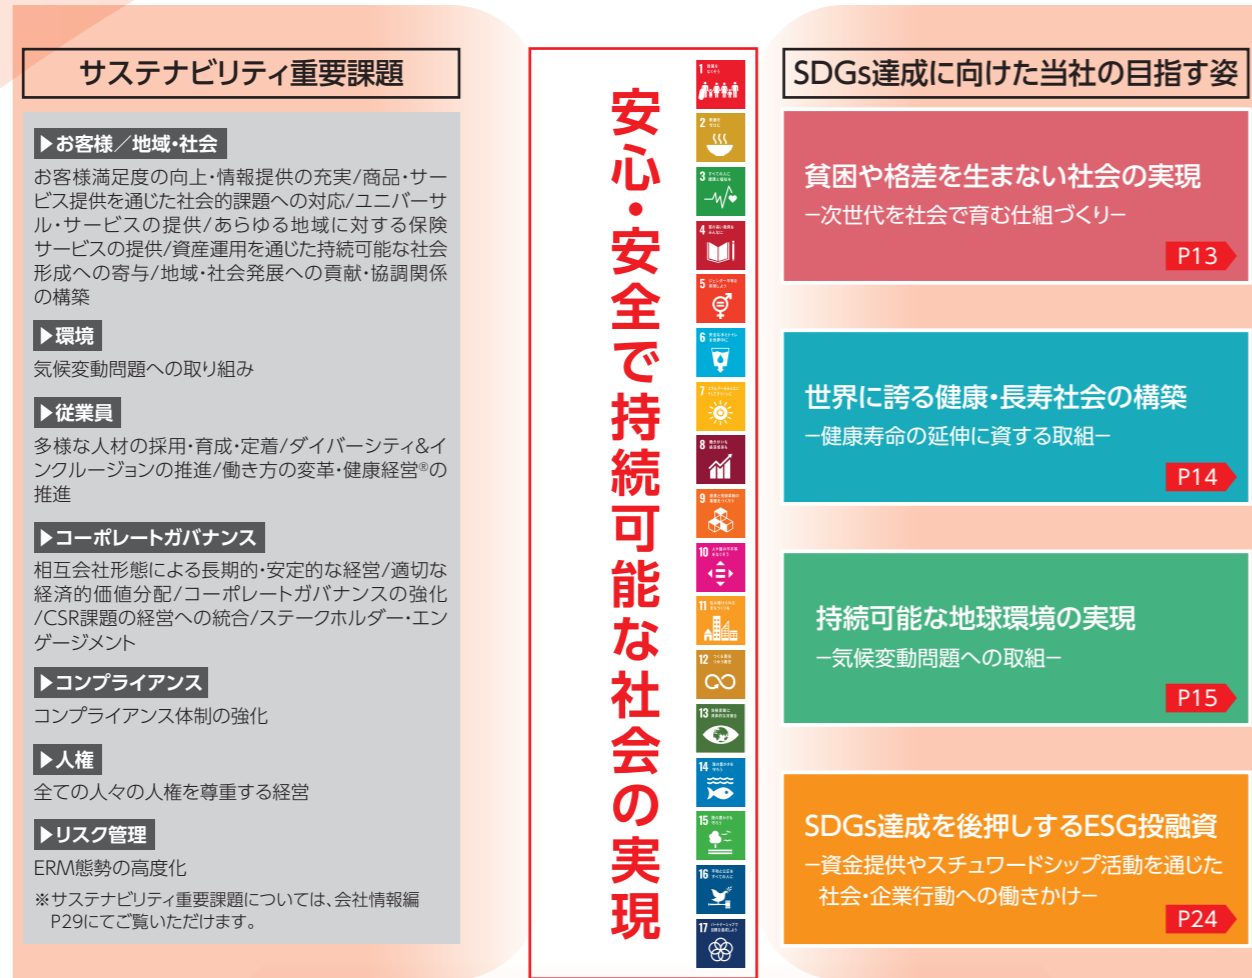 サステナビリティ重要課題
▶お客様／地域・社会
お客様満足度の向上・情報提供の充実/商品・サー
ビス提供を通じた社会的課題への対応/ユニバーサ
ル・サービスの提供/あらゆる地域に対する保険
サービスの提供/資産運用を通じた持続可能な社会
形成への寄与/地域・社会発展への貢献・協調関係
の構築
▶環境
気候変動問題への取り組み
▶従業員
多様な人材の採用・育成・定着/ダイバーシティ&イ
ンクルージョンの推進/働き方の変革・健康経営®の
推進
▶コーポレートガバナンス
相互会社形態による長期的・安定的な経営/適切な
経済的価値分配/コーポレートガバナンスの強化
/CSR課題の経営への統合/ステークホルダー・エン
ゲージメント
▶コンプライアンス
コンプライアンス体制の強化
▶人権
全ての人々の人権を尊重する経営
▶リスク管理
ERM態勢の高度化
※サステナビリティ重要課題については、会社情報編
P29にてご覧いただけます。
安心・安全で持続可能な社会の実現
1
2
3
4
5
6
7
8
9
10
11
12
13
14
15
16
17
SDGs達成に向けた当社の目指す姿
貧困や格差を生まない社会の実現
−次世代を社会で育む仕組づくり−
P13
世界に誇る健康・長寿社会の構築
−健康寿命の延伸に資する取組−
P14
持続可能な地球環境の実現
−気候変動問題への取組−
P15
SDGs達成を後押しするESG投融資
−資金提供やスチュワードシップ活動を通じた
社会・企業行動への働きかけ−
P24